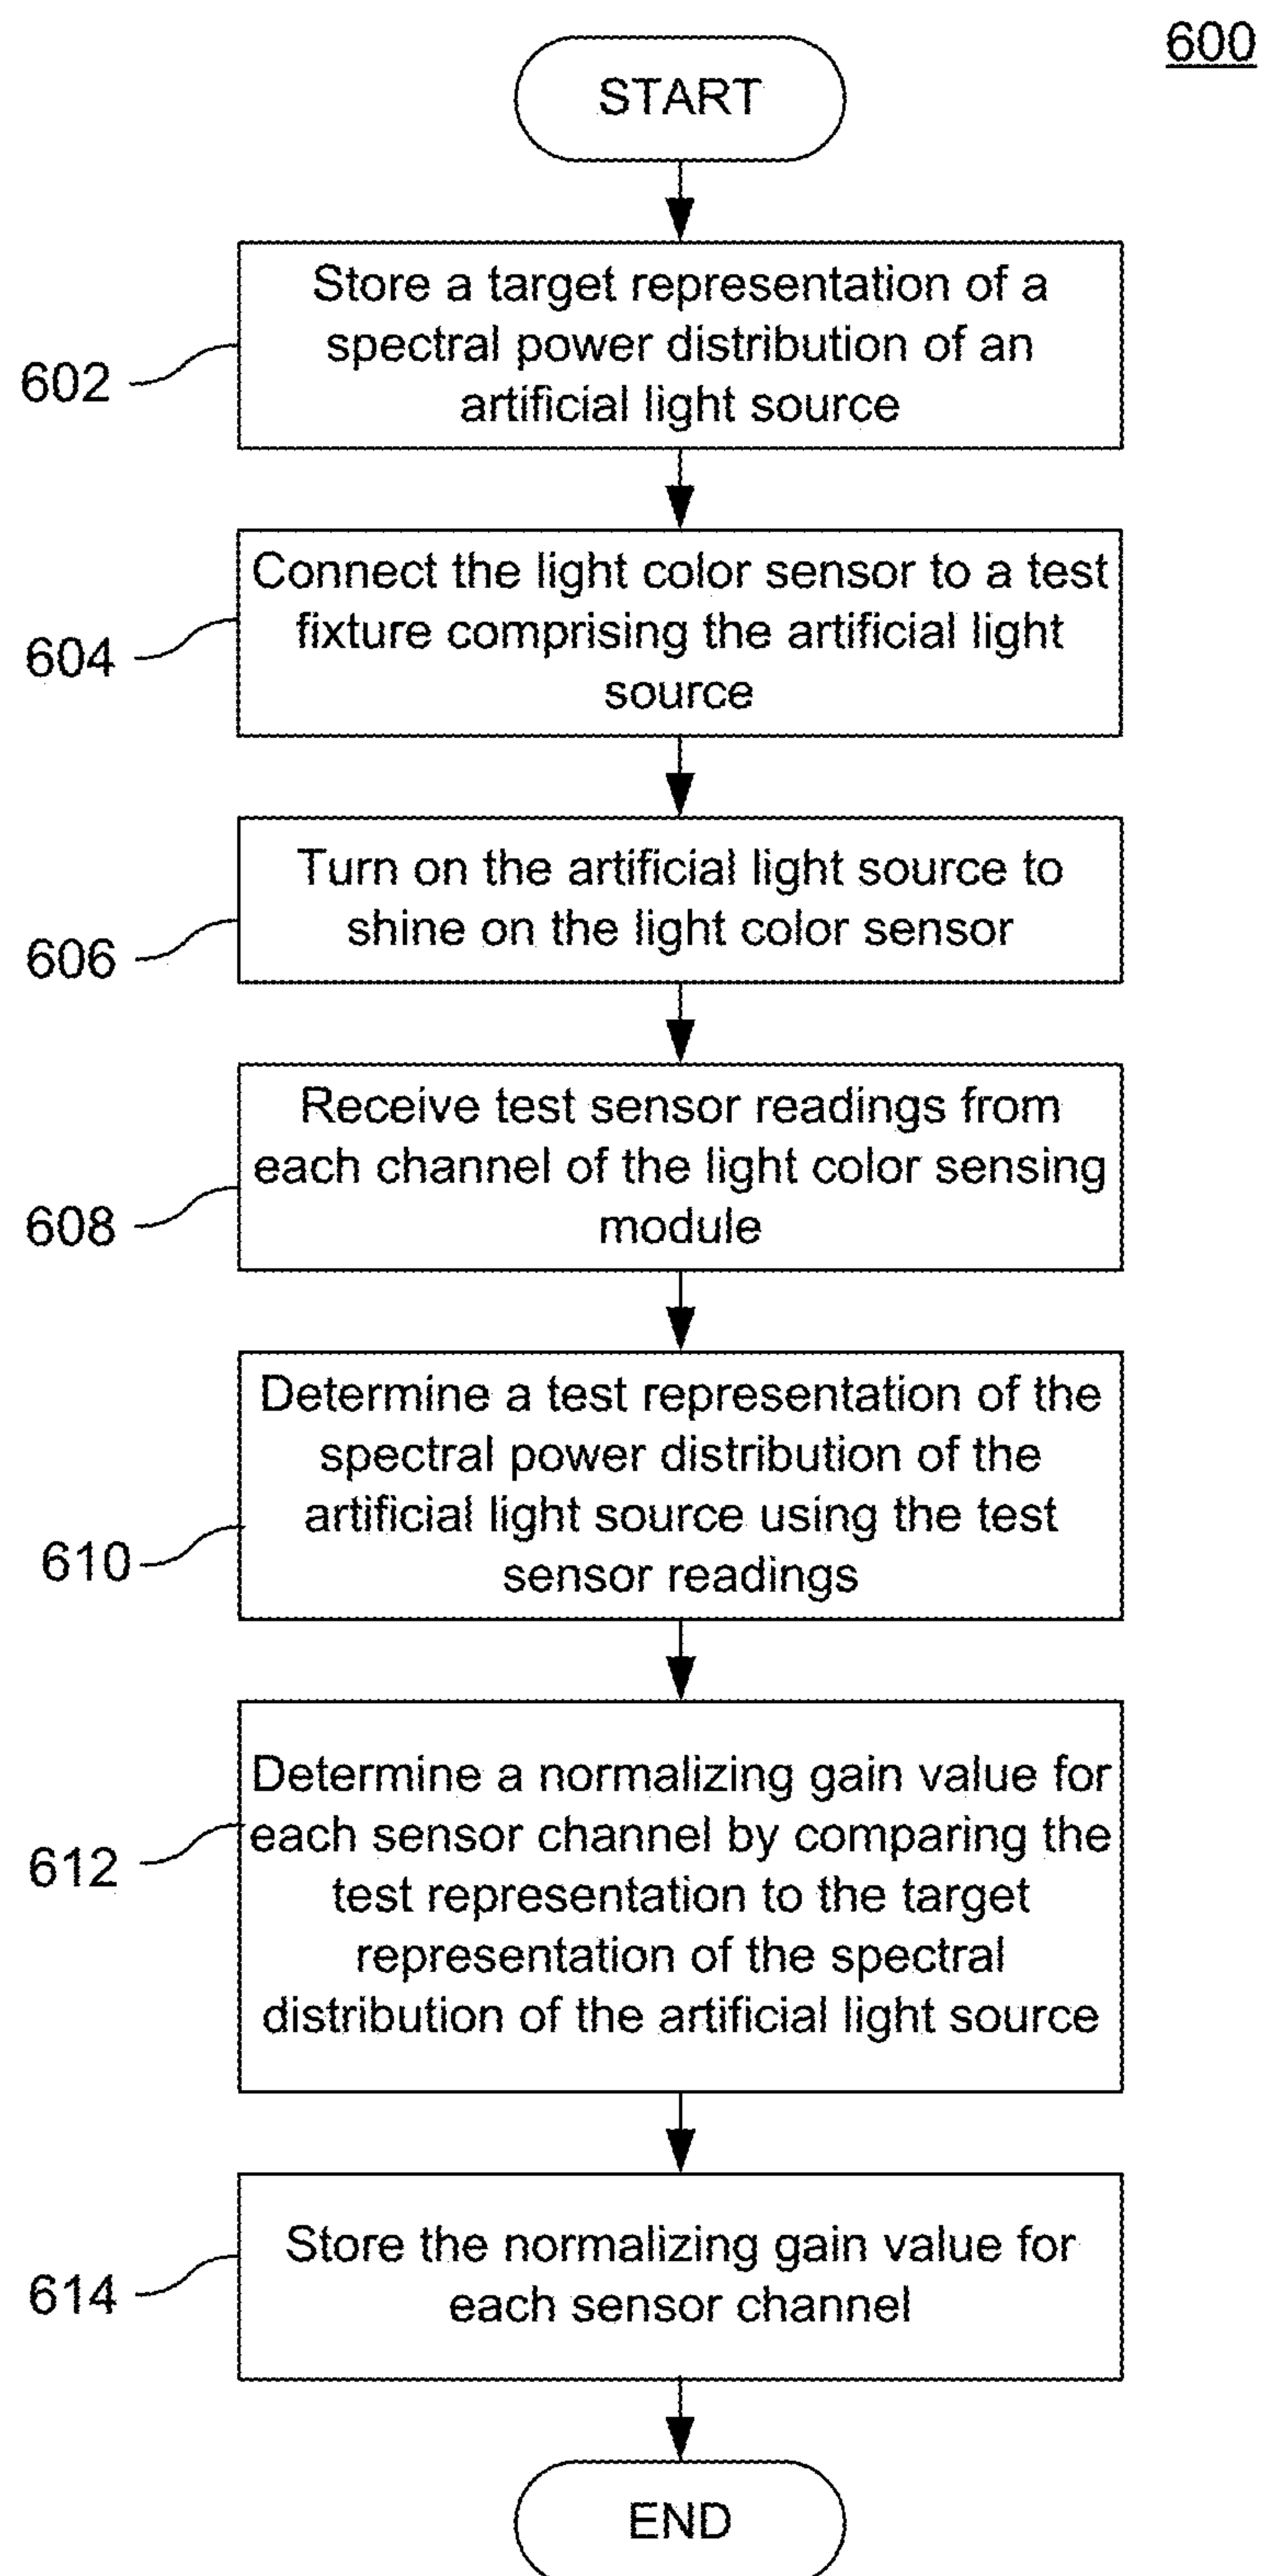 600
START
Store a target representation of a
spectral power distribution of an
artificial light source
602
Connect the light color sensor to a test
fixture comprising the artificial light
source
604
Turn on the artificial light source to
shine on the light color sensor
606
Receive test sensor readings from
each channel of the light color sensing
module
608
Determine a test representation of the
spectral power distribution of the
artificial light source using the test
sensor readings
610
Determine a normalizing gain value for
each sensor channel by comparing the
test representation to the target
representation of the spectral
distribution of the artificial light source
612
Store the normalizing gain value for
each sensor channel
614
END